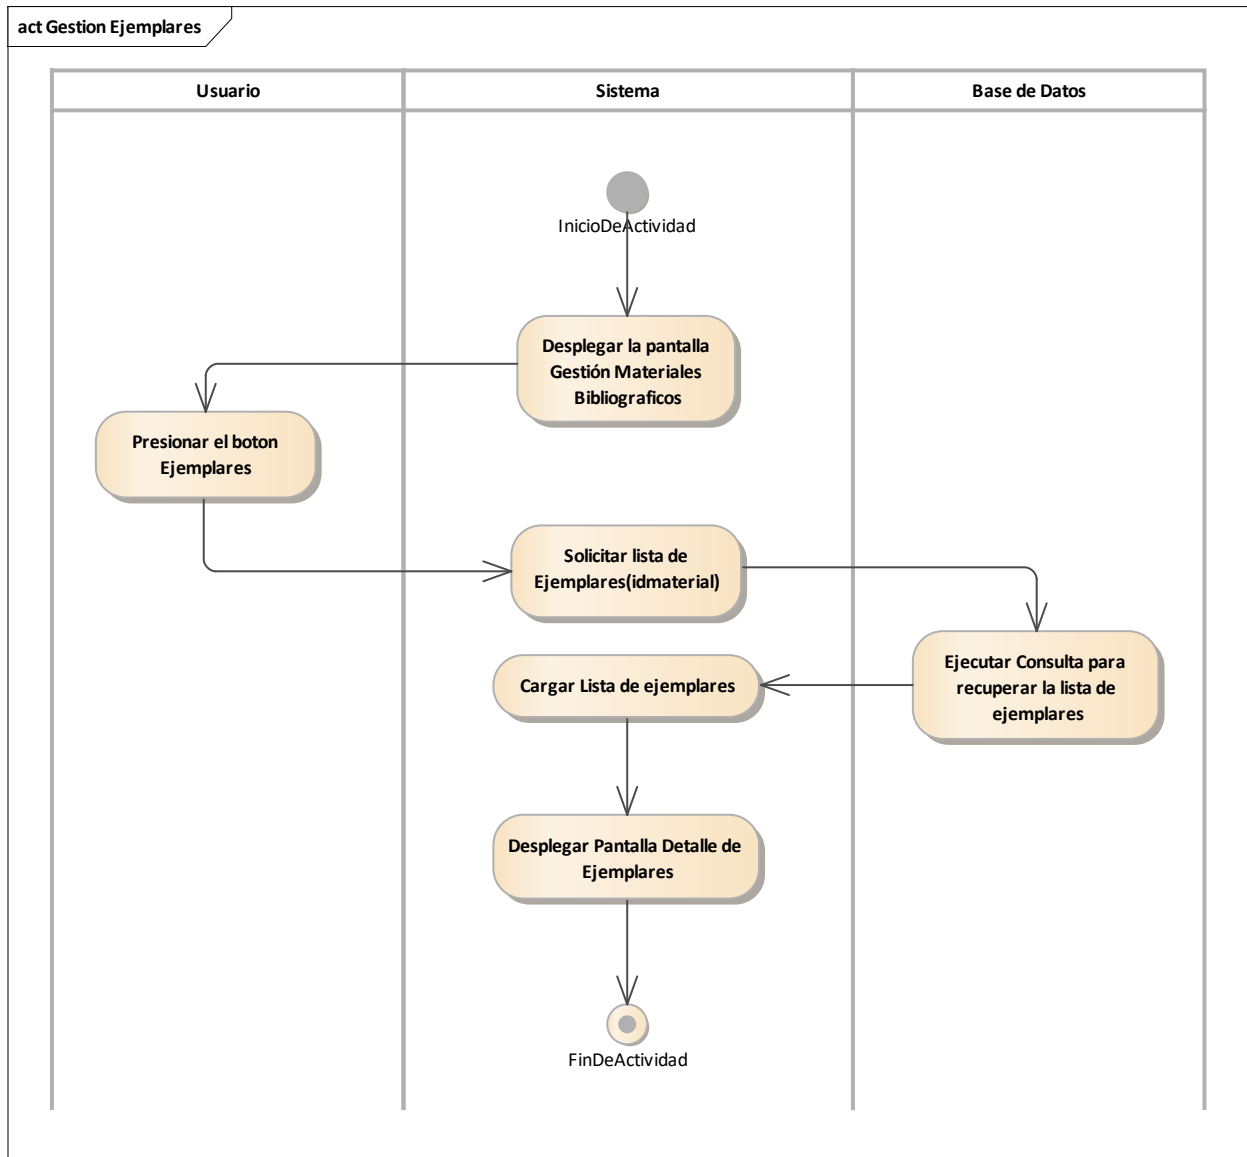 act Gestion Ejemplares
Usuario
Sistema
Base de Datos
InicioDeActividad
Desplegar la pantalla
Gestión Materiales
Bibliograficos
Presionar el boton
Ejemplares
Solicitar lista de
Ejemplares(idmaterial)
Ejecutar Consulta para
recuperar la lista de
ejemplares
Cargar Lista de ejemplares
Desplegar Pantalla Detalle de
Ejemplares
FinDeActividad